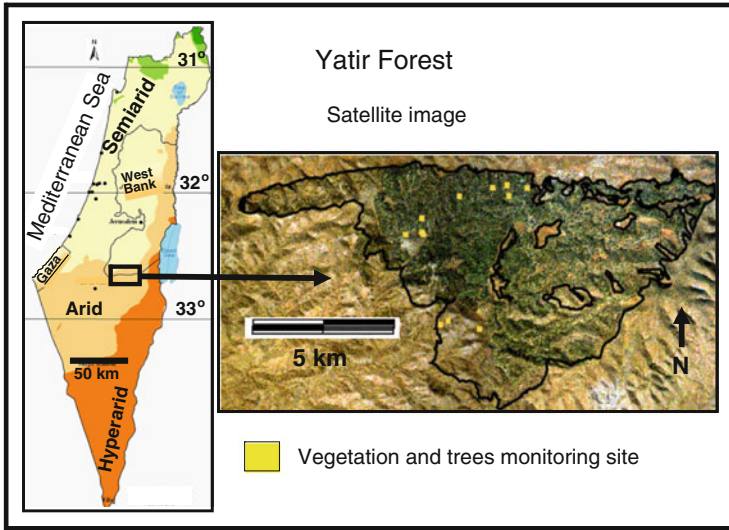 N
31°
Mediterranean Sea
Semiarid
32°
West
Bank
Jerusalem
Gaza
Arid
33°
50 km
Hyperarid
Yatir Forest
Satellite image
5 km
N
Vegetation and trees monitoring site